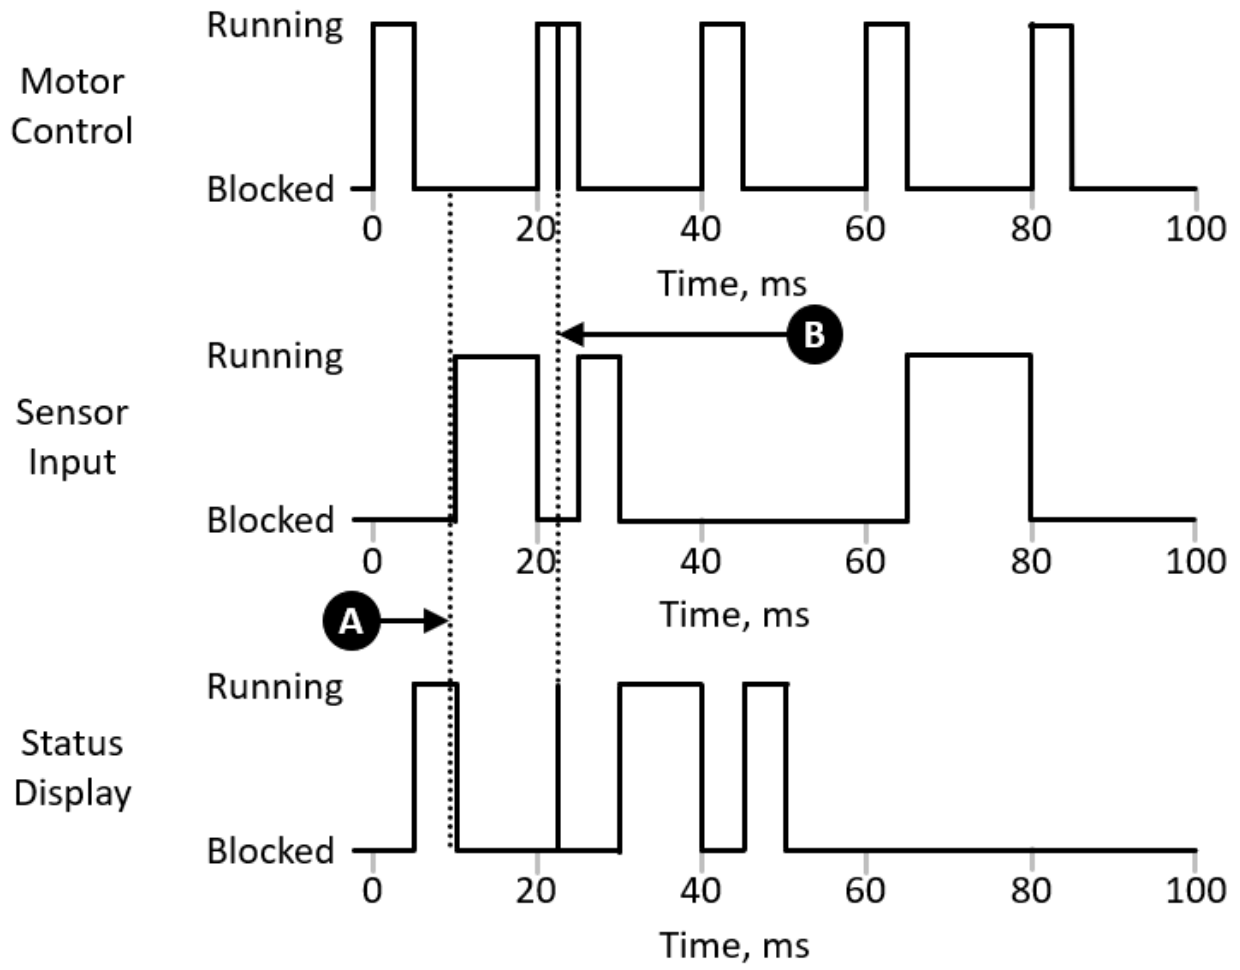 Running
Motor
Control
Blocked
0 20 40 60 80 100
Time, ms
B
Running
Sensor
Input
Blocked
0 20 40 60 80 100
Time, ms
A
Running
Status
Display
Blocked
0 20 40 60 80 100
Time, ms